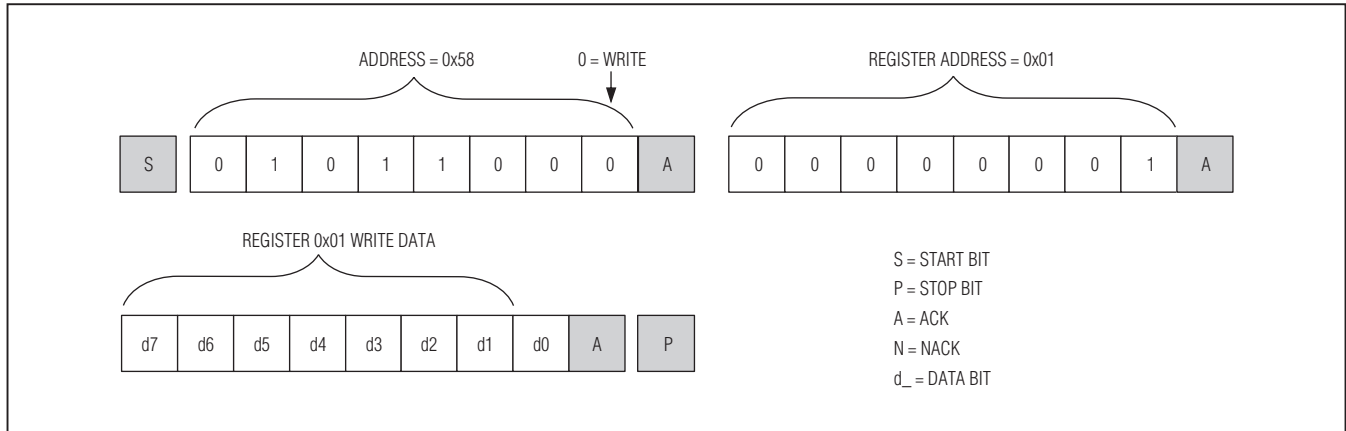 ADDRESS = 0x58 0 = WRITE REGISTER ADDRESS = 0x01
S 0 1 0 1 1 0 0 0 A 0 0 0 0 0 0 0 1 A
REGISTER 0x01 WRITE DATA
d7 d6 d5 d4 d3 d2 d1 d0 A P
S = START BIT
P = STOP BIT
A = ACK
N = NACK
d_ = DATA BIT